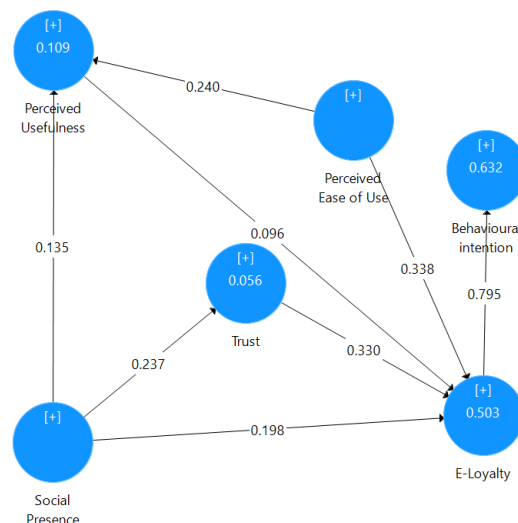 [+]
0.109
Perceived
Usefulness
0.240
[+]
Perceived
Ease of Use
[+]
0.632
Behavioura
intention
0.135
0.096
[+]
0.056
Trust
0.338
0.795
0.237
0.330
[+]
Social
Presence
0.198
[+]
0.503
E-Loyalty